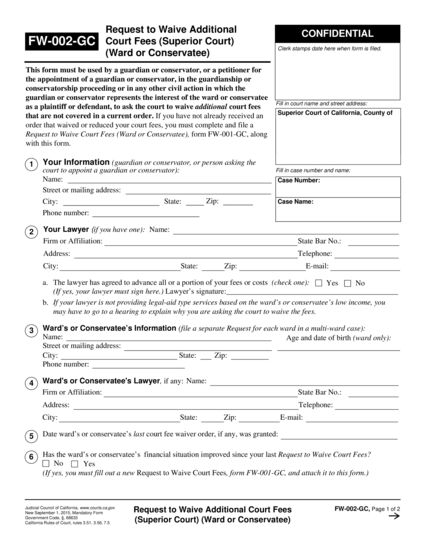 FW-002-GC
Request to Waive Additional
Court Fees (Superior Court)
(Ward or Conservatee)
CONFIDENTIAL
Clerk stamps date here when form is filed.
This form must be used by a guardian or conservator, or a petitioner for
the appointment of a guardian or conservator, in the guardianship or
conservatorship proceeding or in any other civil action in which the
guardian or conservator represents the interest of the ward or conservatee
as a plaintiff or defendant, to ask the court to waive additional court fees
that are not covered in a current order. If you have not already received an
order that waived or reduced your court fees, you must complete and file a
Request to Waive Court Fees (Ward or Conservatee), form FW-001-GC, along
with this form.
Fill in court name and street address:
Superior Court of California, County of
Fill in case number and name:
Case Number:
Case Name:
1 Your Information (guardian or conservator, or person asking the
court to appoint a guardian or conservator):
Name:
Street or mailing address:
City: State: Zip:
Phone number:
2 Your Lawyer (if you have one): Name:
Firm or Affiliation: State Bar No.:
Address: Telephone:
City: State: Zip: E-mail:
a. The lawyer has agreed to advance all or a portion of your fees or costs (check one): Yes No
(If yes, your lawyer must sign here.) Lawyer's signature:
b. If your lawyer is not providing legal-aid type services based on the ward's or conservatee's low income, you
may have to go to a hearing to explain why you are asking the court to waive the fees.
3 Ward's or Conservatee's Information (file a separate Request for each ward in a multi-ward case):
Name: Age and date of birth (ward only):
Street or mailing address:
City: State: Zip:
Phone number:
4 Ward's or Conservatee's Lawyer, if any: Name:
Firm or Affiliation: State Bar No.:
Address: Telephone:
City: State: Zip: E-mail:
5 Date ward's or conservatee's last court fee waiver order, if any, was granted:
6 Has the ward's or conservatee's financial situation improved since your last Request to Waive Court Fees?
No Yes
(If yes, you must fill out a new Request to Waive Court Fees, form FW-001-GC, and attach it to this form.)
Judicial Council of California, www.courts.ca.gov
New September 1, 2015, Mandatory Form
Government Code, § 68633
California Rules of Court, rules 3.51, 3.50, 7.5
Request to Waive Additional Court Fees
(Superior Court) (Ward or Conservatee)
FW-002-GC, Page 1 of 2